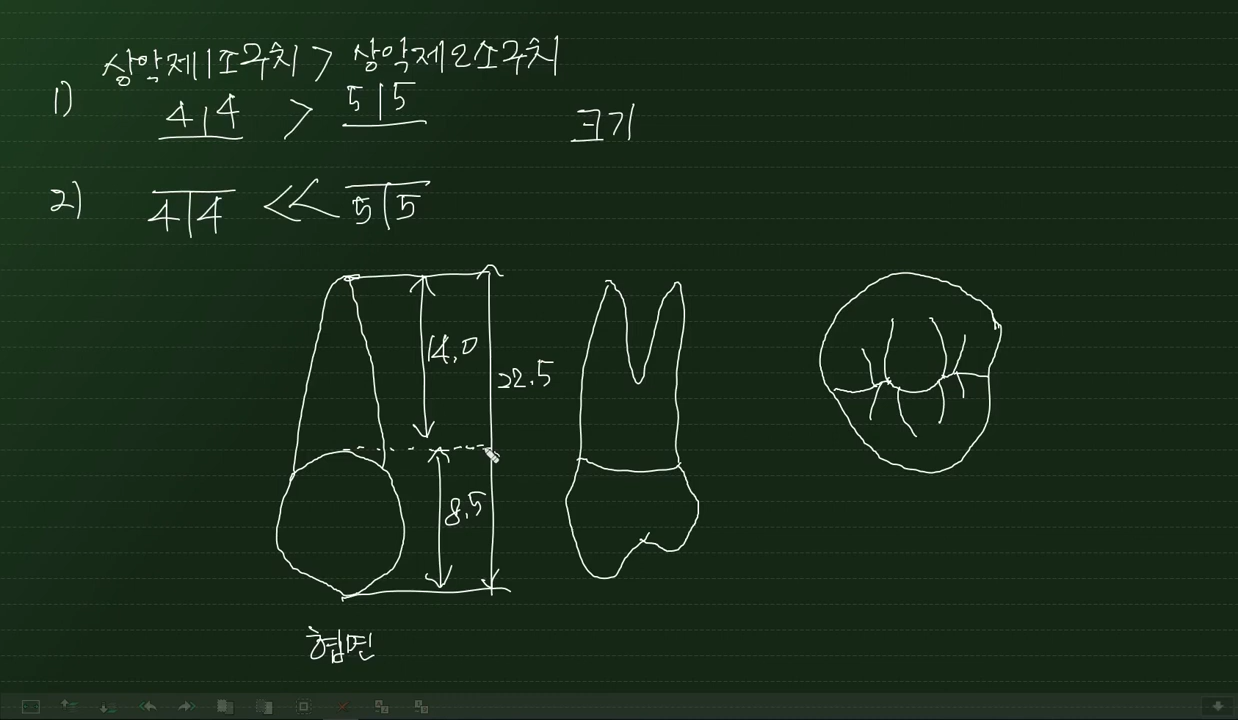 상악제1소구치 > 상악제2소구치
1) 4|4 > 5|5 크기
2) 4|4 << 5|5
14.0
22.5
8.5
협면